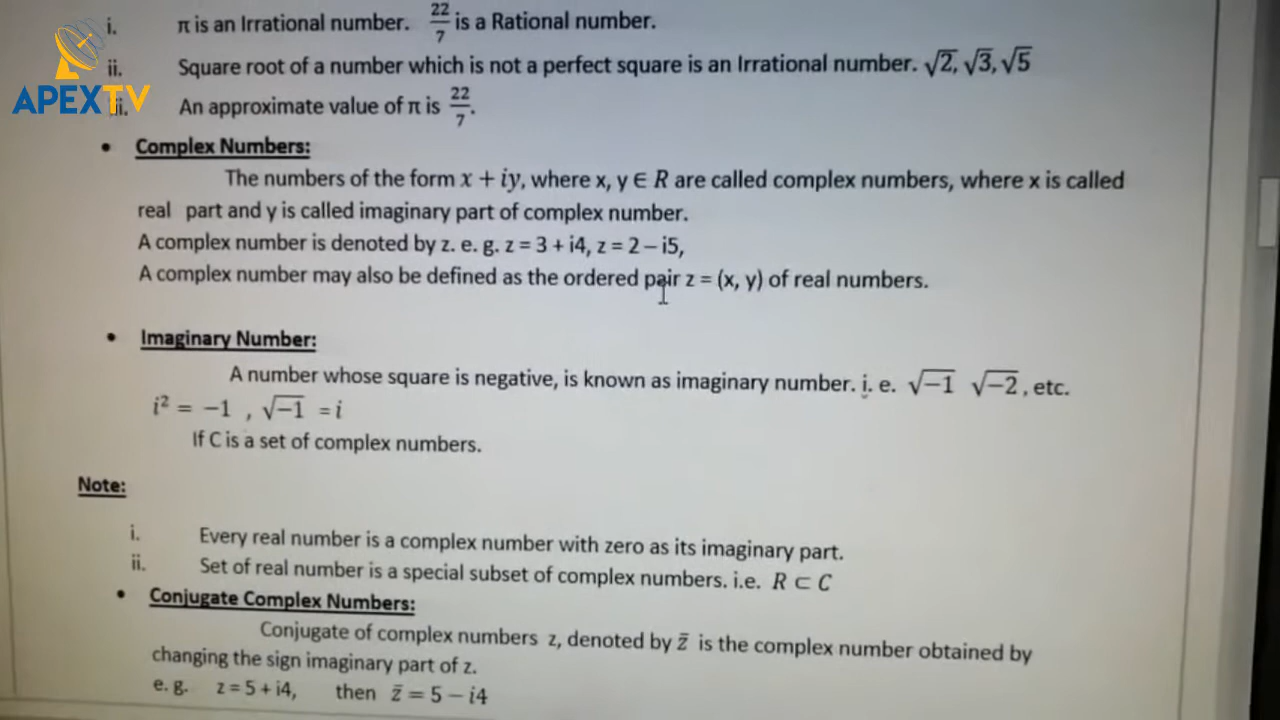 i. π is an Irrational number. 22/7 is a Rational number.
ii. Square root of a number which is not a perfect square is an Irrational number. √2, √3, √5
APEXTV
iii. An approximate value of π is 22/7.
• Complex Numbers:
The numbers of the form x + iy, where x, y ∈ R are called complex numbers, where x is called
real part and y is called imaginary part of complex number.
A complex number is denoted by z. e. g. z = 3 + i4, z = 2 – i5,
A complex number may also be defined as the ordered pair z = (x, y) of real numbers.
• Imaginary Number:
A number whose square is negative, is known as imaginary number. i. e. √−1 √−2, etc.
i² = −1 , √−1 = i
If C is a set of complex numbers.
Note:
i. Every real number is a complex number with zero as its imaginary part.
ii. Set of real number is a special subset of complex numbers. i.e. R ⊂ C
• Conjugate Complex Numbers:
Conjugate of complex numbers z, denoted by z̄ is the complex number obtained by
changing the sign imaginary part of z.
e. g. z = 5 + i4, then z̄ = 5 − i4